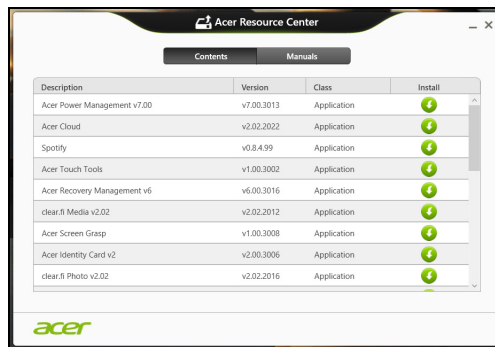 Acer Resource Center
Contents Manuals
Description Version Class Install
Acer Power Management v7.00 v7.00.3013 Application
Acer Cloud v2.02.2022 Application
Spotify v0.8.4.99 Application
Acer Touch Tools v1.00.3002 Application
Acer Recovery Management v6 v6.00.3016 Application
clear.fi Media v2.02 v2.02.2012 Application
Acer Screen Grasp v1.00.3008 Application
Acer Identity Card v2 v2.00.3006 Application
clear.fi Photo v2.02 v2.02.2016 Application
acer